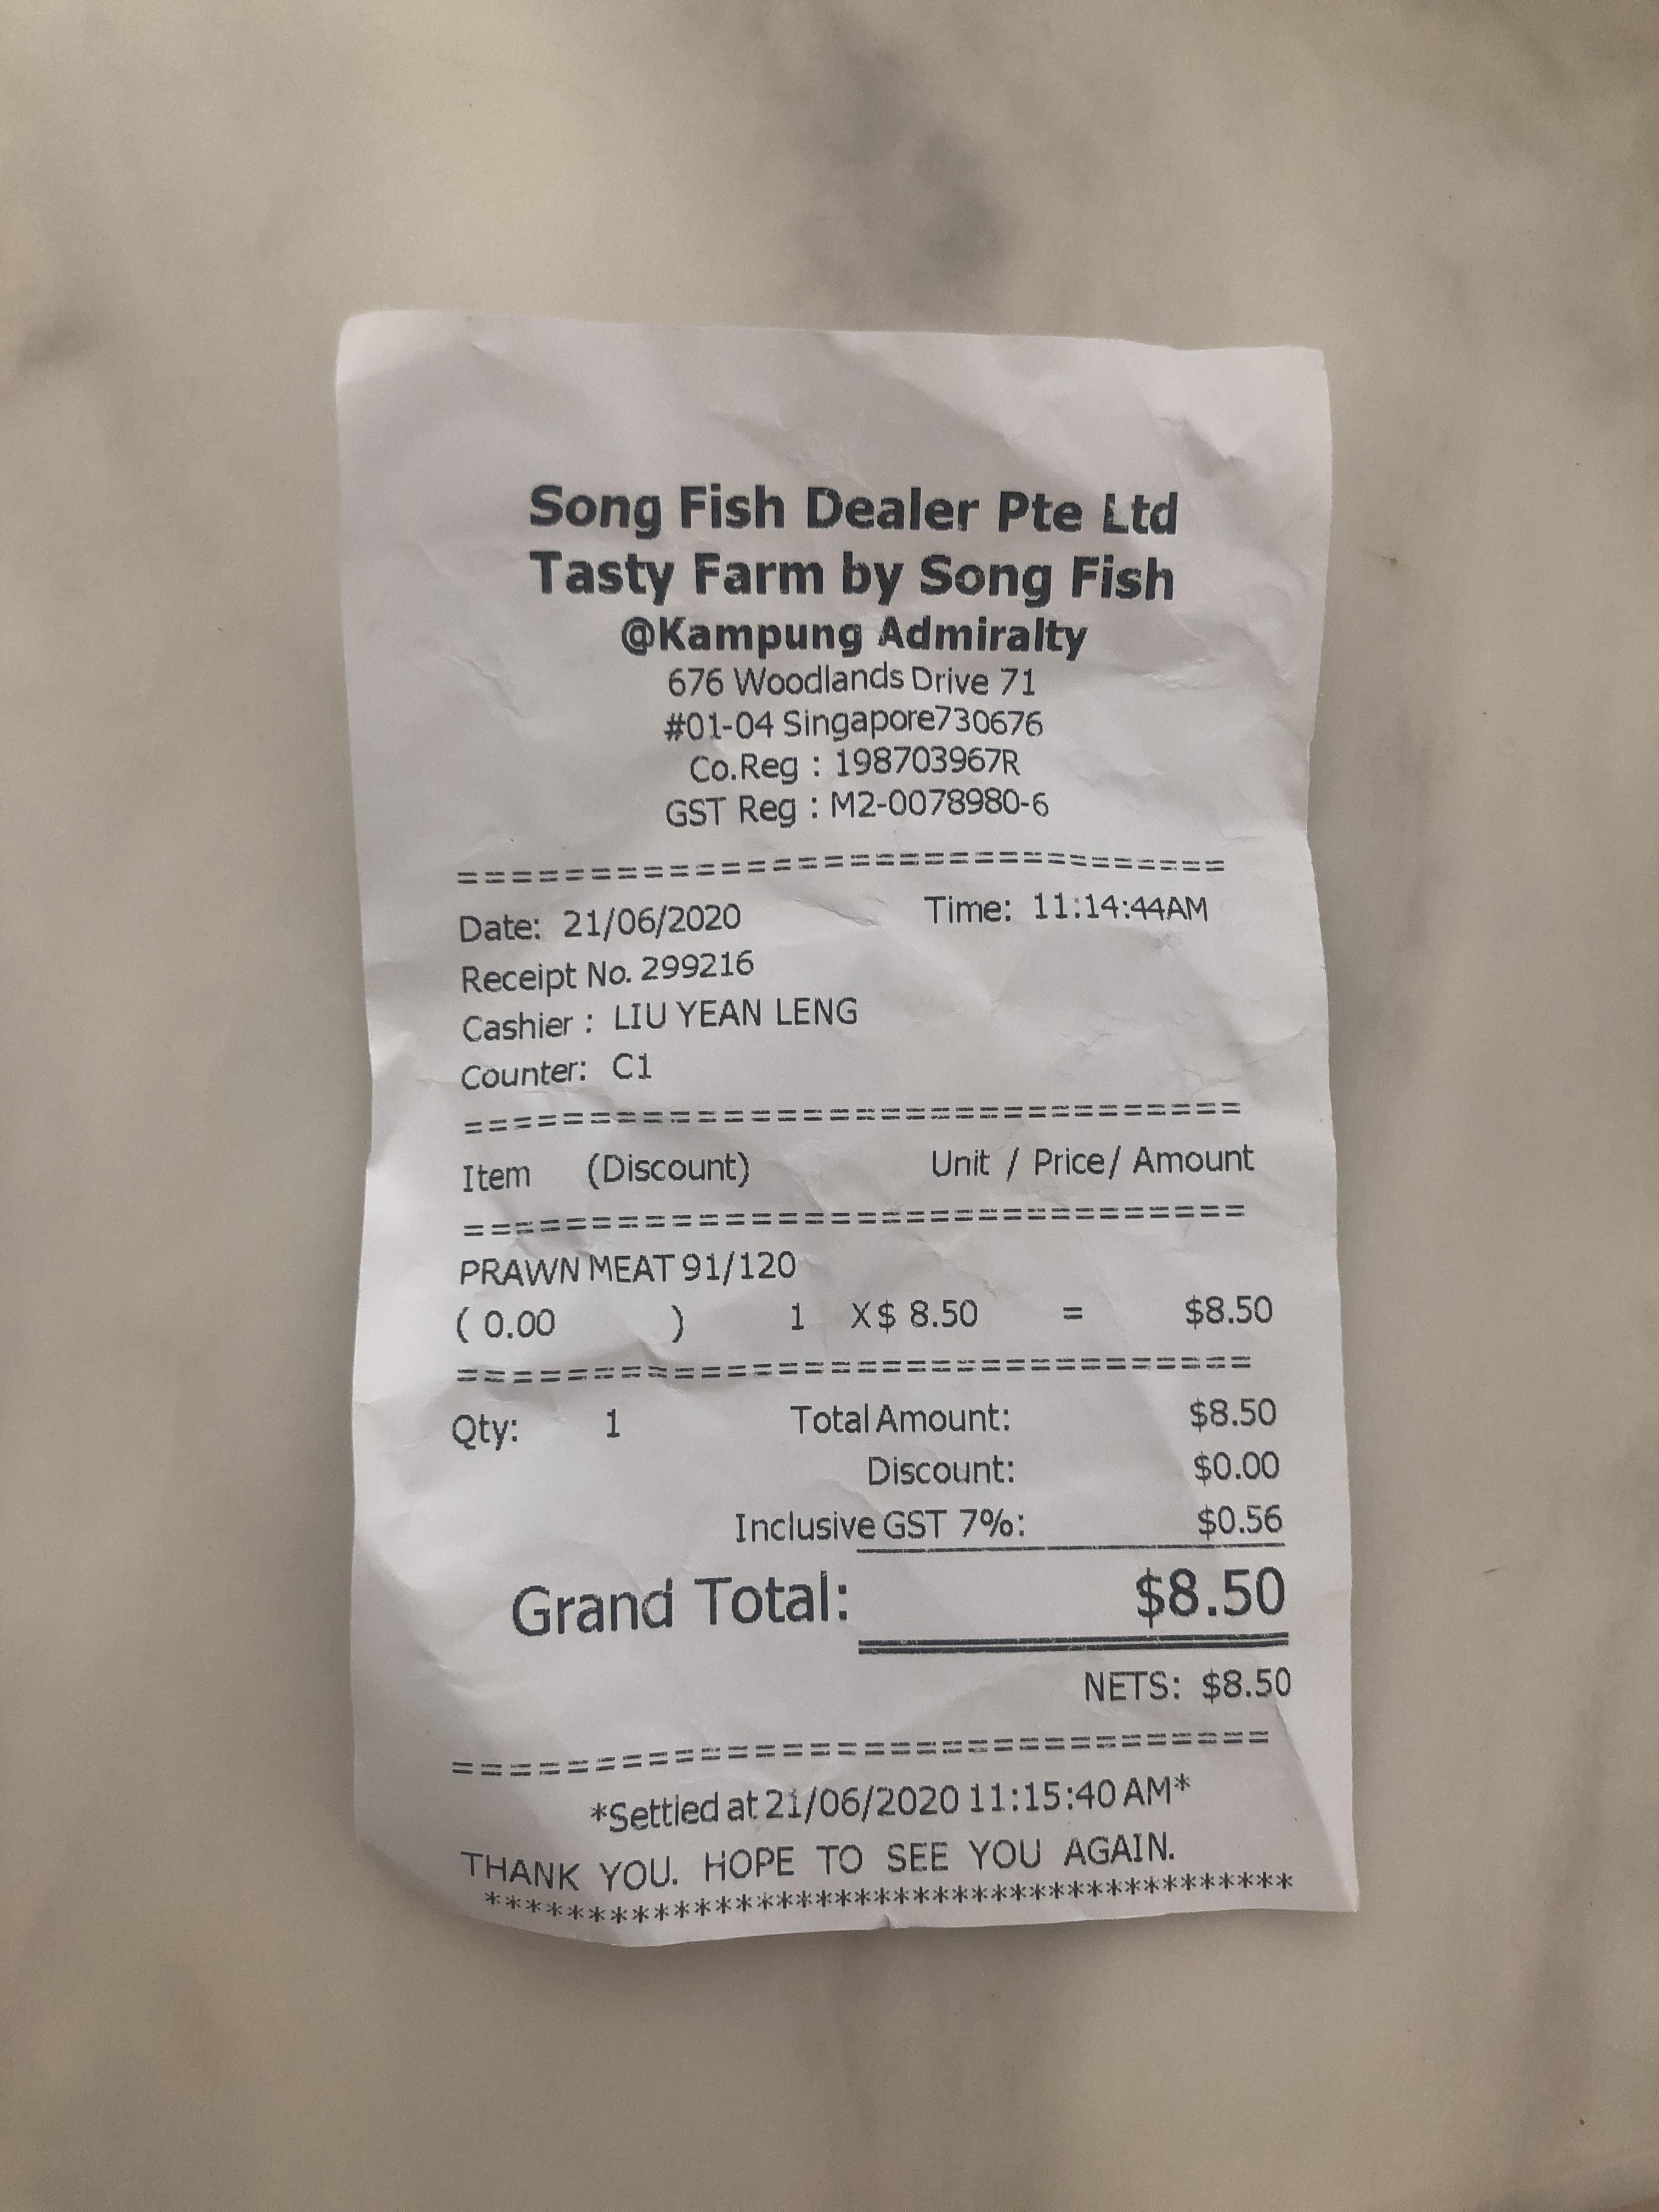 Song Fish Dealer Pte Ltd
Tasty Farm by Song Fish
@Kampung Admiralty
676 Woodlands Drive 71
#01-04 Singapore730676
Co.Reg : 198703967R
GST Reg : M2-0078980-6
==============================
Date: 21/06/2020 Time: 11:14:44AM
Receipt No. 299216
Cashier : LIU YEAN LENG
Counter: C1
==============================
Item (Discount) Unit / Price/ Amount
==============================
PRAWN MEAT 91/120
( 0.00 ) 1 X$ 8.50 = $8.50
==============================
Qty: 1 Total Amount: $8.50
Discount: $0.00
Inclusive GST 7%: $0.56
Grand Total: $8.50
NETS: $8.50
==============================
*Settled at 21/06/2020 11:15:40 AM*
THANK YOU. HOPE TO SEE YOU AGAIN.
**************************************